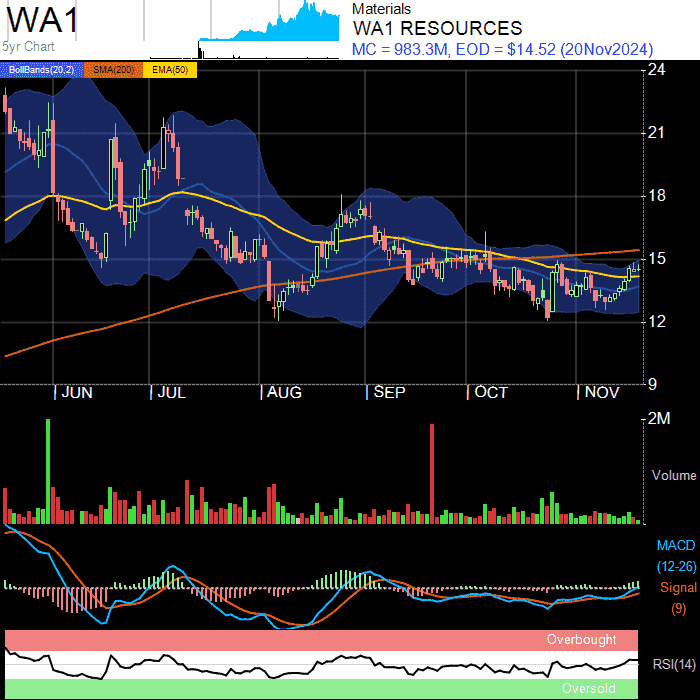 WA1
5yr Chart
Materials
WA1 RESOURCES
MC = 983.3M, EOD = $14.52 (20Nov2024)
BollBands(20,2) SMA(200) EMA(50)
24
21
18
15
12
9
JUN JUL AUG SEP OCT NOV
2M
Volume
MACD
(12-26)
Signal
(9)
Overbought
RSI(14)
Oversold